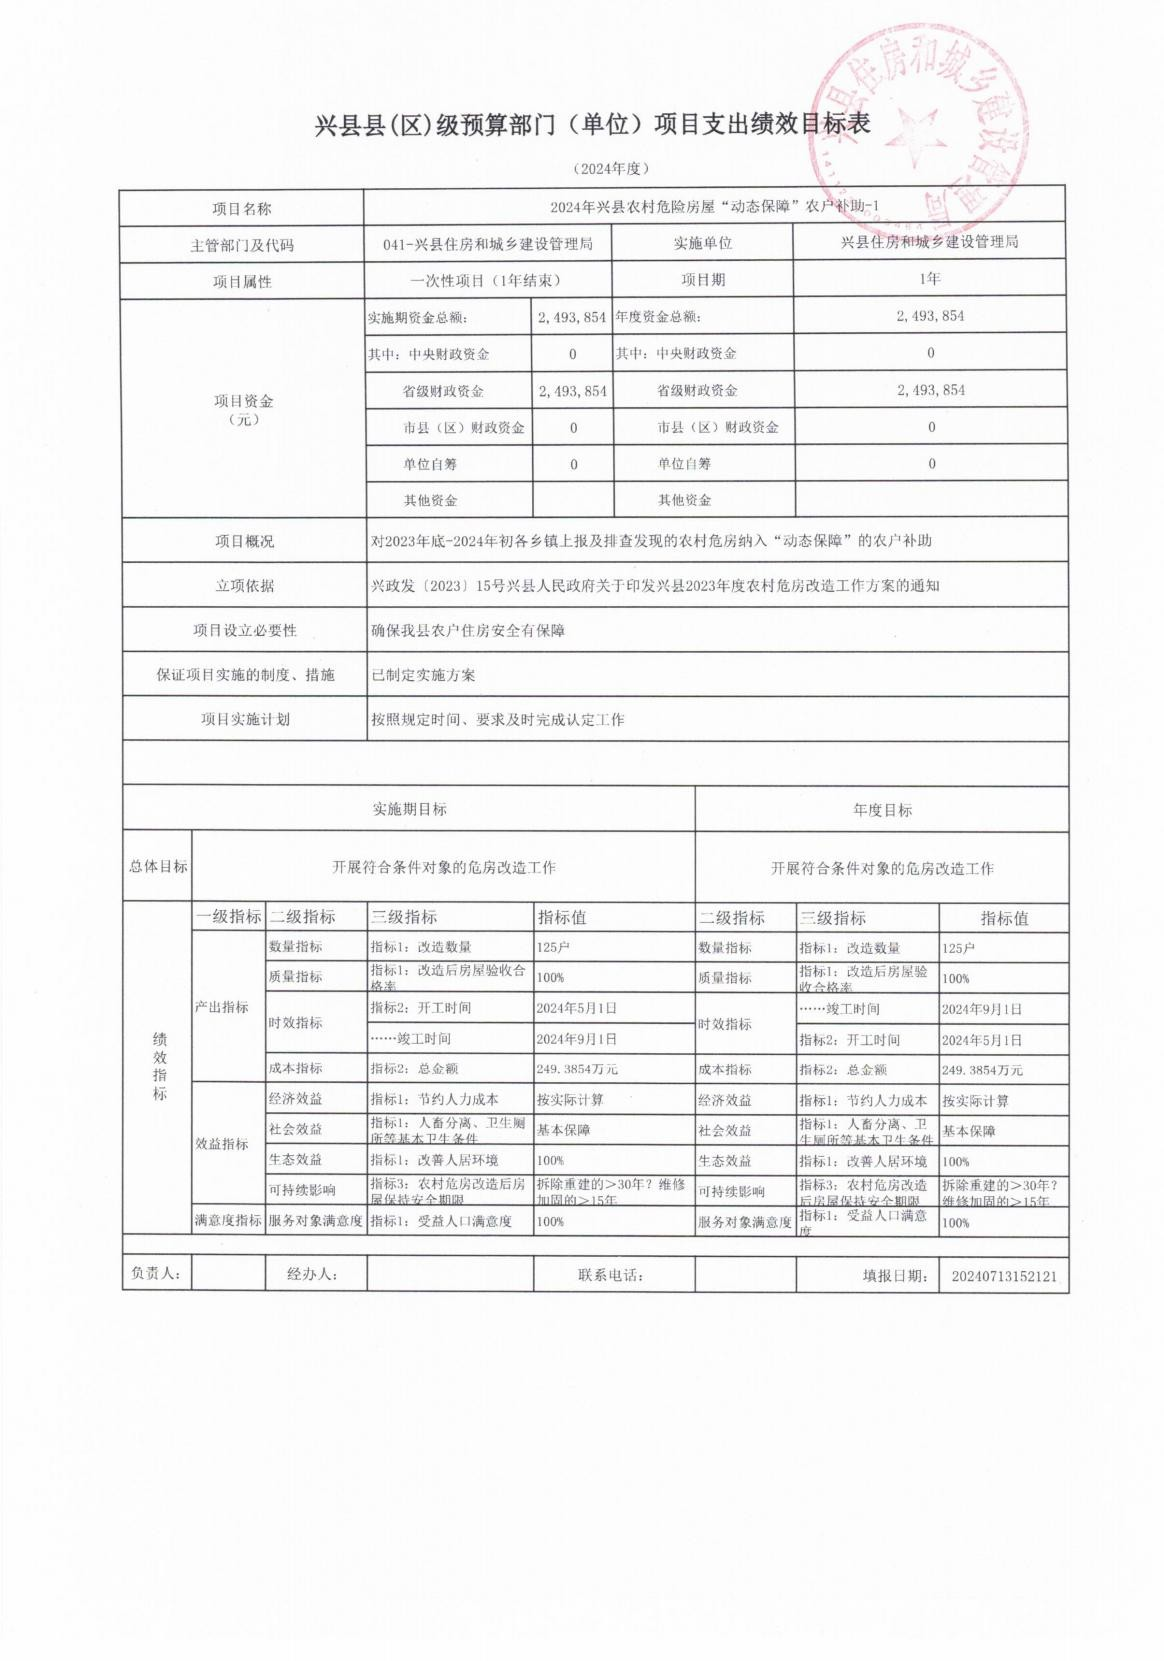 兴县县(区)级预算部门（单位）项目支出绩效目标表
（2024年度）
兴县住房和城乡建设管理局
项目名称 2024年兴县农村危险房屋“动态保障”农户补助-1
主管部门及代码 041-兴县住房和城乡建设管理局 实施单位 兴县住房和城乡建设管理局
项目属性 一次性项目（1年结束） 项目期 1年
项目资金
（元）
实施期资金总额： 2,493,854 年度资金总额： 2,493,854
其中：中央财政资金 0 其中：中央财政资金 0
省级财政资金 2,493,854 省级财政资金 2,493,854
市县（区）财政资金 0 市县（区）财政资金 0
单位自筹 0 单位自筹 0
其他资金 其他资金
项目概况 对2023年底-2024年初各乡镇上报及排查发现的农村危房纳入“动态保障”的农户补助
立项依据 兴政发〔2023〕15号兴县人民政府关于印发兴县2023年度农村危房改造工作方案的通知
项目设立必要性 确保我县农户住房安全有保障
保证项目实施的制度、措施 已制定实施方案
项目实施计划 按照规定时间、要求及时完成认定工作
实施期目标 年度目标
总体目标 开展符合条件对象的危房改造工作 开展符合条件对象的危房改造工作
绩效指标
一级指标 二级指标 三级指标 指标值 二级指标 三级指标 指标值
产出指标
数量指标 指标1：改造数量 125户 数量指标 指标1：改造数量 125户
质量指标 指标1：改造后房屋验收合格率 100% 质量指标 指标1：改造后房屋验收合格率 100%
时效指标 指标2：开工时间 2024年5月1日 时效指标 ……竣工时间 2024年9月1日
……竣工时间 2024年9月1日 指标2：开工时间 2024年5月1日
成本指标 指标2：总金额 249.3854万元 成本指标 指标2：总金额 249.3854万元
效益指标
经济效益 指标1：节约人力成本 按实际计算 经济效益 指标1：节约人力成本 按实际计算
社会效益 指标1：人畜分离、卫生厕所等基本卫生条件 基本保障 社会效益 指标1：人畜分离、卫生厕所等基本卫生条件 基本保障
生态效益 指标1：改善人居环境 100% 生态效益 指标1：改善人居环境 100%
可持续影响 指标3：农村危房改造后房屋保持安全期限 拆除重建的>30年？维修加固的>15年 可持续影响 指标3：农村危房改造后房屋保持安全期限 拆除重建的>30年？维修加固的>15年
满意度指标 服务对象满意度 指标1：受益人口满意度 100% 服务对象满意度 指标1：受益人口满意度 100%
负责人： 经办人： 联系电话： 填报日期： 20240713152121